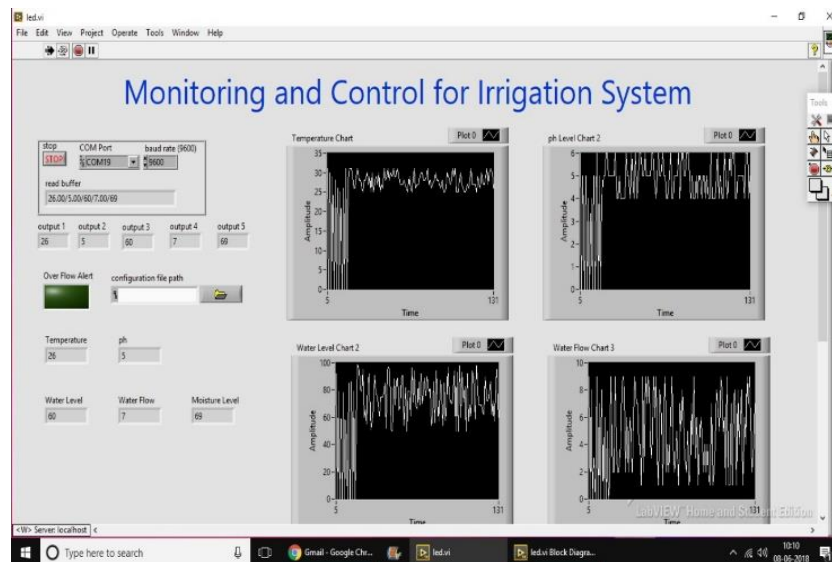 led.vi
File Edit View Project Operate Tools Window Help
Monitoring and Control for Irrigation System
Tools
stop COM Port baud rate (9600)
STOP COM19 9600
read buffer
26.00/5.00/60/7.00/69
output 1 output 2 output 3 output 4 output 5
26 5 60 7 69
Over Flow Alert configuration file path
Temperature ph
26 5
Water Level Water Flow Moisture Level
60 7 69
Temperature Chart Plot 0
35
30
25
20
15
10
5
0
Amplitude
5 131
Time
ph Level Chart 2 Plot 0
6
5
4
3
2
1
0
Amplitude
5 131
Time
Water Level Chart 2 Plot 0
100
80
60
40
20
0
Amplitude
5 131
Time
Water Flow Chart 3 Plot 0
10
8
6
4
2
0
Amplitude
5 131
Time
LabVIEW Home and Student Edition
<W> Server: localhost
Type here to search
Gmail - Google Chr...
led.vi
led.vi Block Diagra...
10:10
08-06-2018